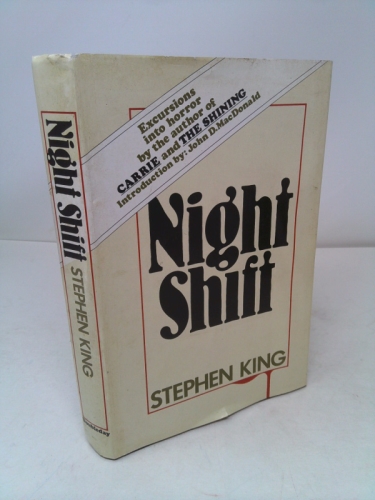 Excursions
into horror
by the author of
CARRIE and THE SHINING
Introduction by: John D. MacDonald
Night
Shift
STEPHEN KING
Night Shift STEPHEN KING
Doubleday